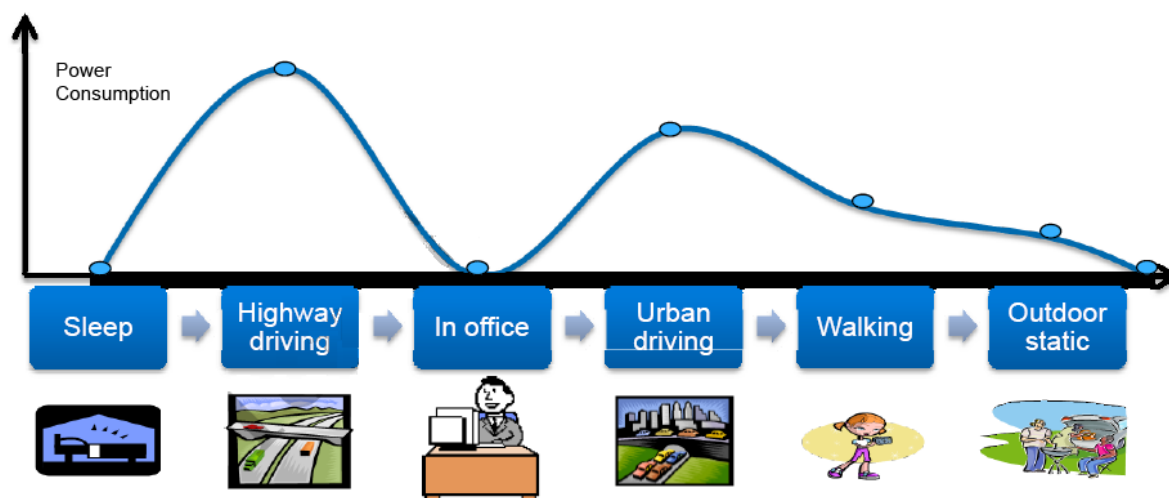 Power
Consumption
Sleep
Highway
driving
In office
Urban
driving
Walking
Outdoor
static